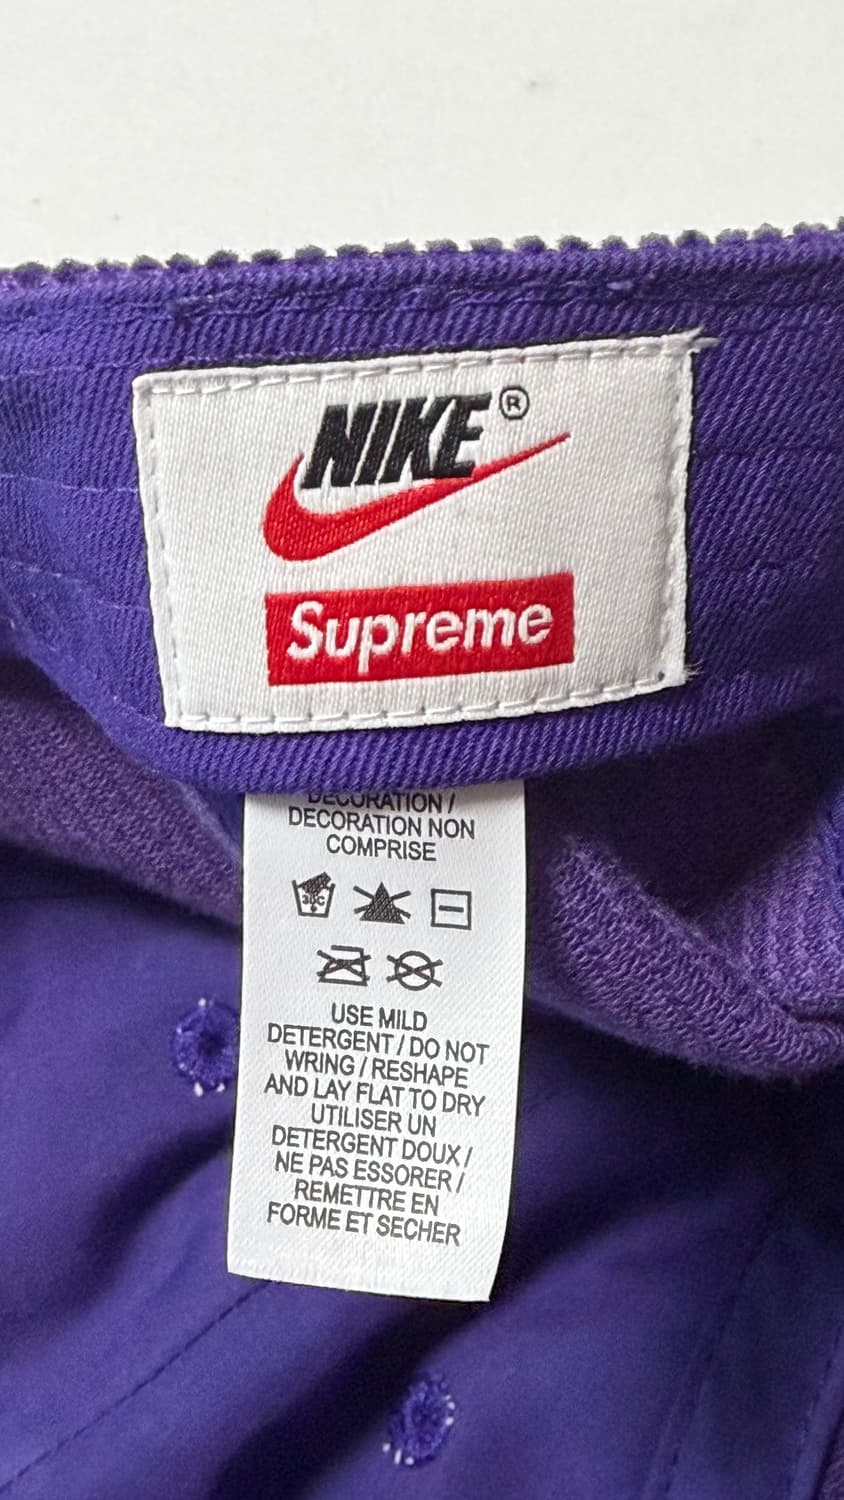 NIKE®
Supreme
DECORATION /
DECORATION NON
COMPRISE
30C
USE MILD
DETERGENT / DO NOT
WRING / RESHAPE
AND LAY FLAT TO DRY
UTILISER UN
DETERGENT DOUX /
NE PAS ESSORER /
REMETTRE EN
FORME ET SECHER